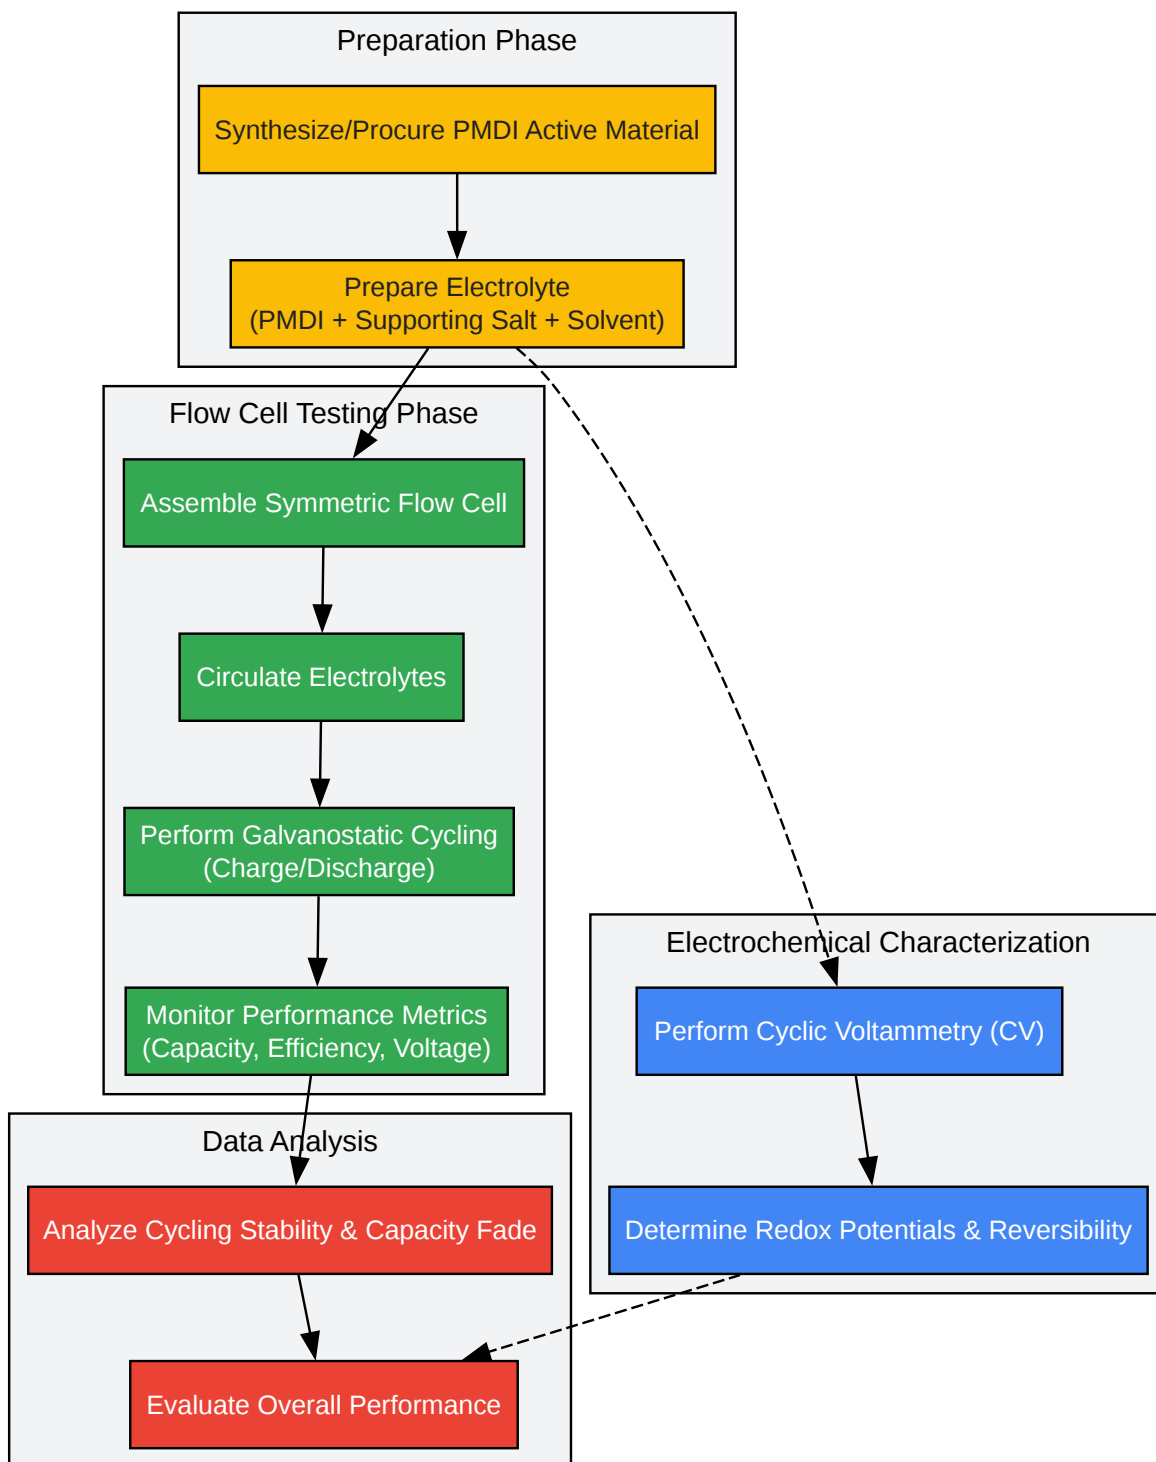 Preparation Phase
Synthesize/Procure PMDI Active Material
Prepare Electrolyte
(PMDI + Supporting Salt + Solvent)
Flow Cell Testing Phase
Assemble Symmetric Flow Cell
Circulate Electrolytes
Perform Galvanostatic Cycling
(Charge/Discharge)
Monitor Performance Metrics
(Capacity, Efficiency, Voltage)
Electrochemical Characterization
Perform Cyclic Voltammetry (CV)
Determine Redox Potentials & Reversibility
Data Analysis
Analyze Cycling Stability & Capacity Fade
Evaluate Overall Performance